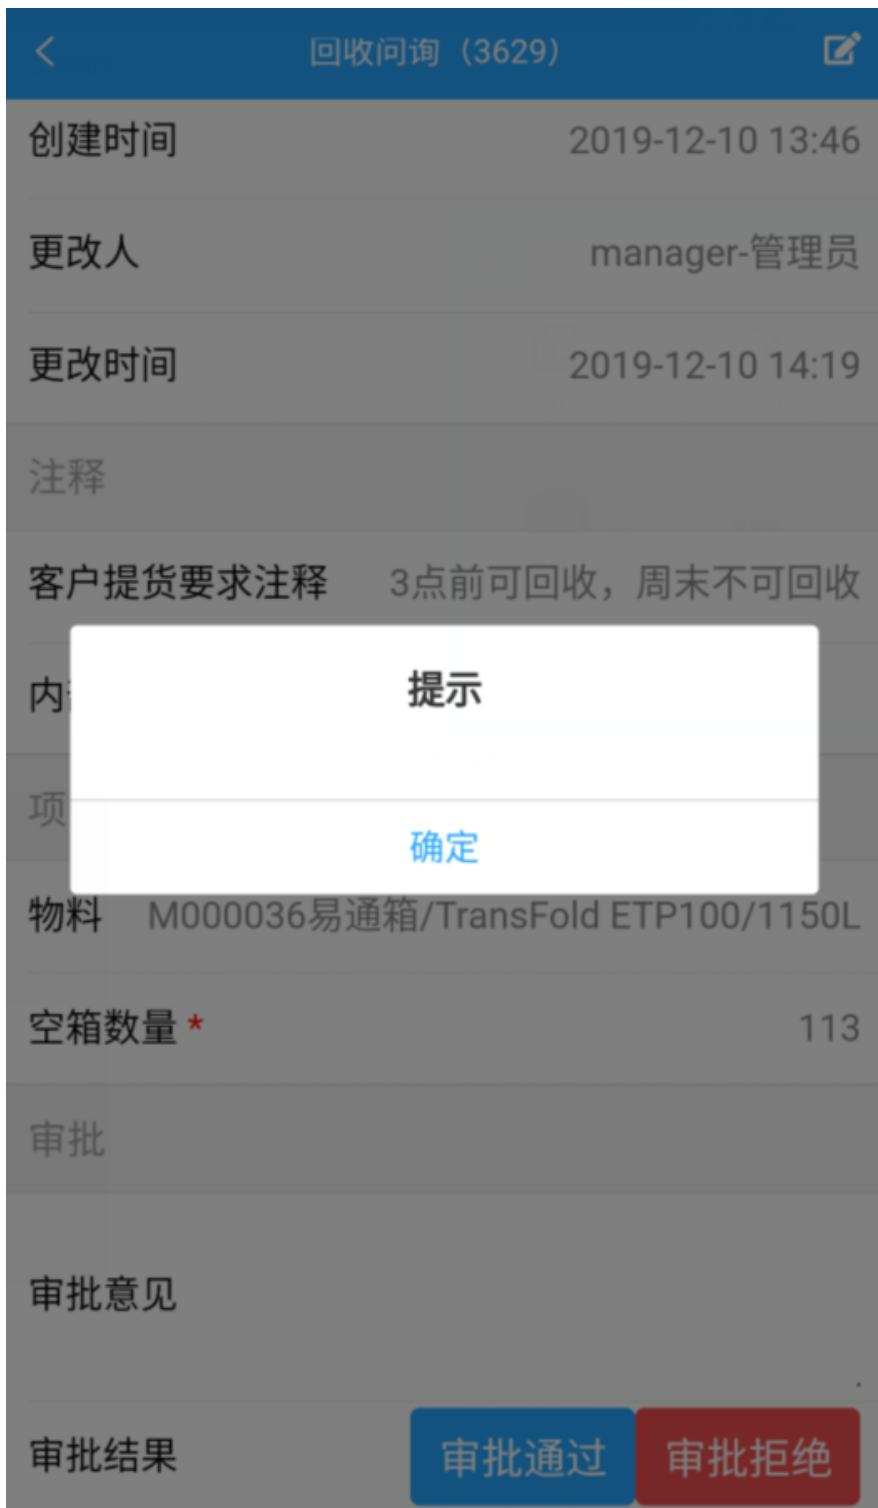 回收问询（3629）
创建时间 2019-12-10 13:46
更改人 manager-管理员
更改时间 2019-12-10 14:19
注释
客户提货要求注释 3点前可回收，周末不可回收
提示
内
项
确定
物料 M000036易通箱/TransFold ETP100/1150L
空箱数量 * 113
审批
审批意见
审批结果 审批通过 审批拒绝